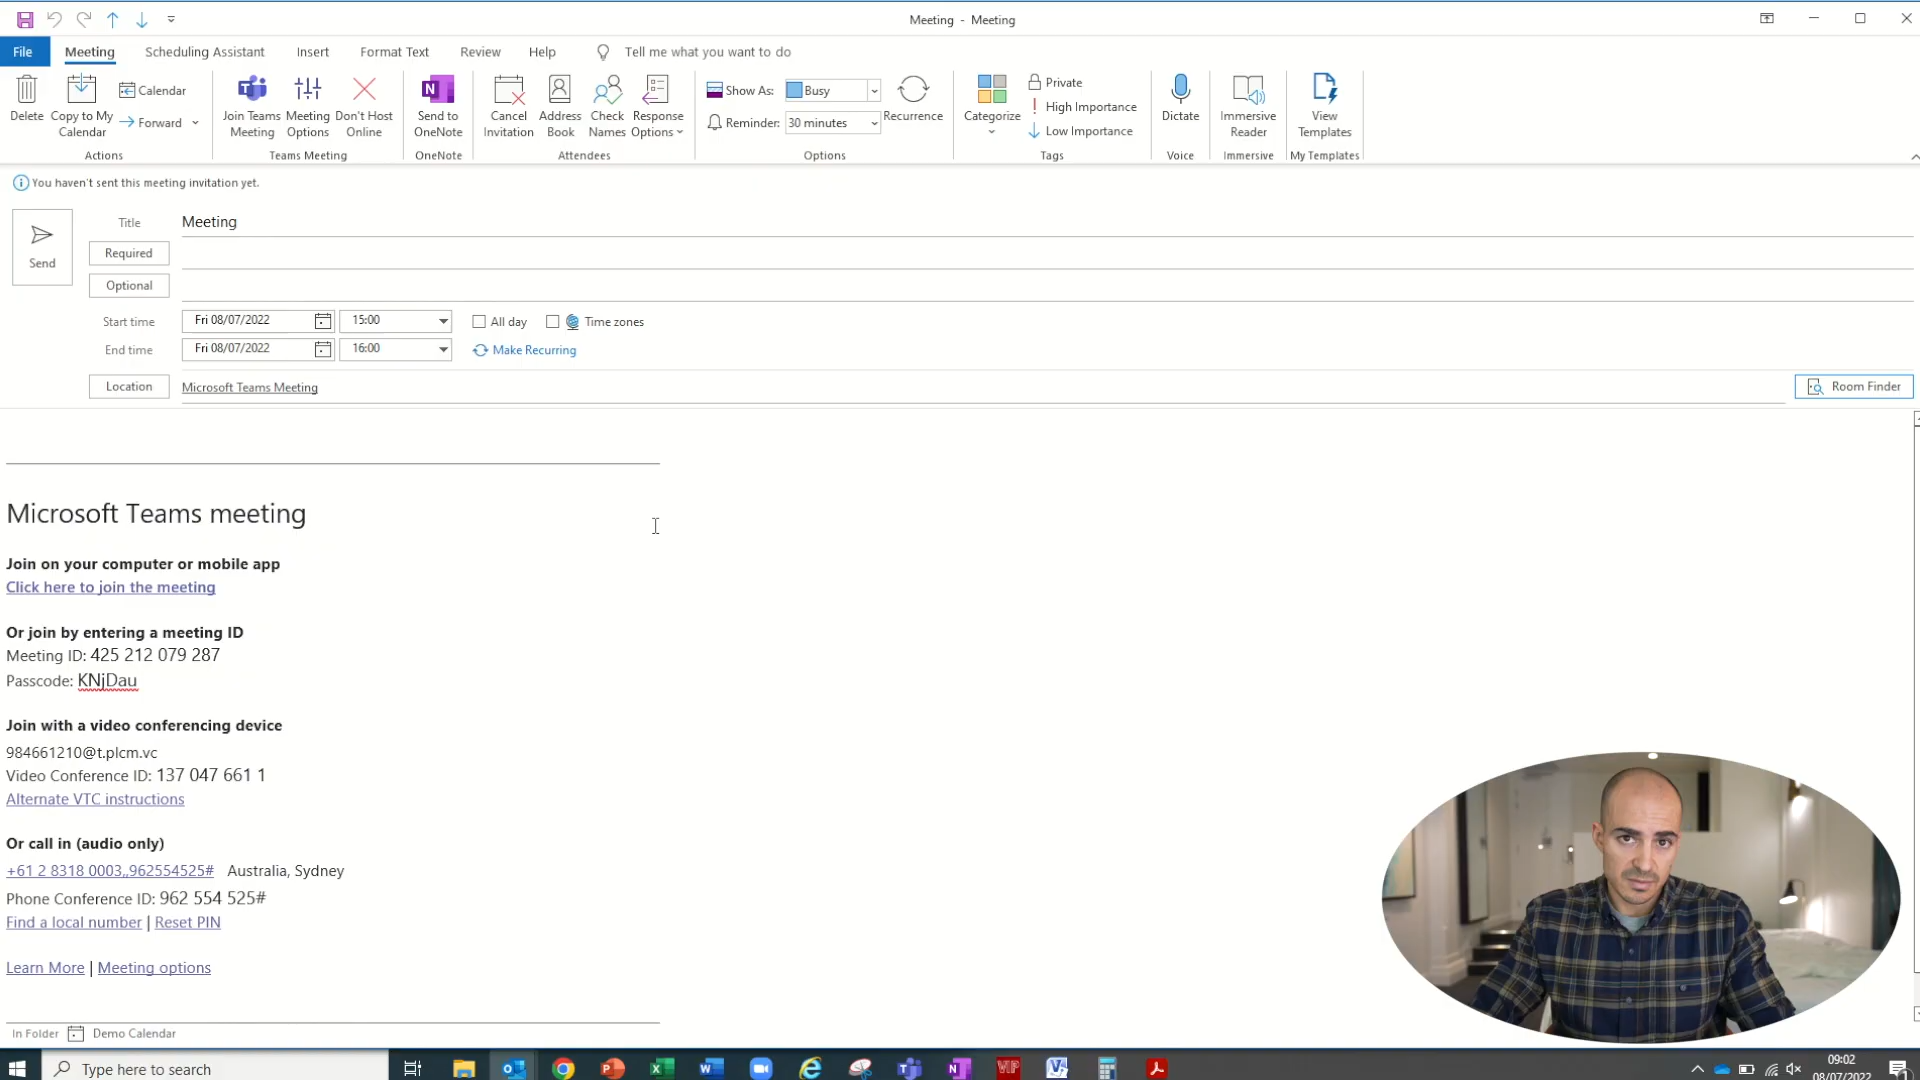 Meeting - Meeting
File Meeting Scheduling Assistant Insert Format Text Review Help Tell me what you want to do
Delete
Copy to My Calendar
Calendar
Forward
Actions
Join Teams Meeting
Meeting Options
Don't Host Online
Teams Meeting
Send to OneNote
OneNote
Cancel Invitation
Address Book
Check Names
Response Options
Attendees
Show As: Busy
Reminder: 30 minutes
Recurrence
Options
Categorize
Private
High Importance
Low Importance
Tags
Dictate
Voice
Immersive Reader
Immersive
View Templates
My Templates
You haven't sent this meeting invitation yet.
Send
Title Meeting
Required
Optional
Start time Fri 08/07/2022 15:00 All day Time zones
End time Fri 08/07/2022 16:00 Make Recurring
Location Microsoft Teams Meeting Room Finder
Microsoft Teams meeting
Join on your computer or mobile app
Click here to join the meeting
Or join by entering a meeting ID
Meeting ID: 425 212 079 287
Passcode: KNjDau
Join with a video conferencing device
984661210@t.plcm.vc
Video Conference ID: 137 047 661 1
Alternate VTC instructions
Or call in (audio only)
+61 2 8318 0003,,962554525# Australia, Sydney
Phone Conference ID: 962 554 525#
Find a local number | Reset PIN
Learn More | Meeting options
In Folder Demo Calendar
Type here to search
VIP
09:02
08/07/2022